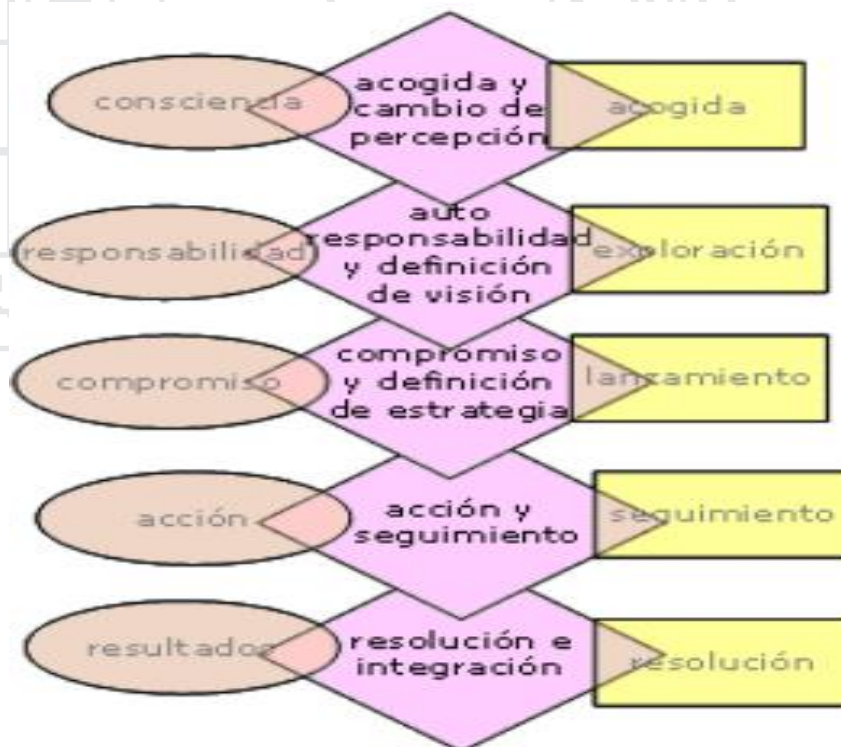 consciencia
acogida y
cambio de
percepción
acogida
responsabilidad
auto
responsabilidad
y definición
de visión
exploración
compromiso
compromiso
y definición
de estrategia
lanzamiento
acción
acción y
seguimiento
seguimiento
resultados
resolución e
integración
resolución